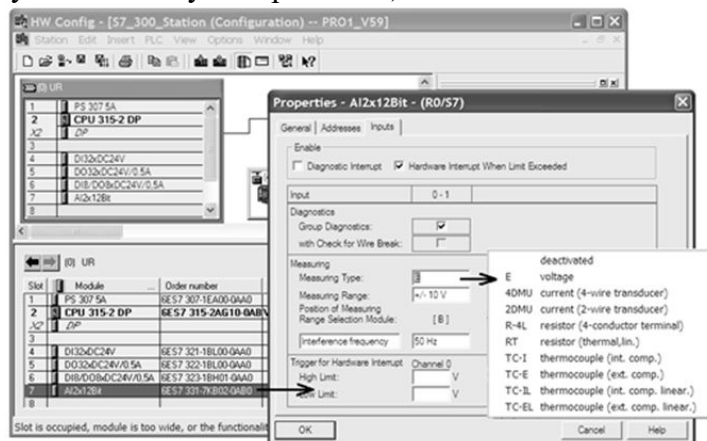 HW Config - [S7_300_Station (Configuration) -- PRO1_V59]
Station Edit Insert PLC View Options Window Help
(0) UR
1 PS 307 5A
2 CPU 315-2 DP
X2 DP
3
4 DI32xDC24V
5 DO32xDC24V/0.5A
6 DI8/DO8xDC24V/0.5A
7 AI2x12Bit
8
(0) UR
Slot Module ... Order number
1 PS 307 5A 6ES7 307-1EA00-0AA0
2 CPU 315-2 DP 6ES7 315-2AG10-0AB
X2 DP
3
4 DI32xDC24V 6ES7 321-1BL00-0AA0
5 DO32xDC24V/0.5A 6ES7 322-1BL00-0AA0
6 DI8/DO8xDC24V/0.5A 6ES7 323-1BH01-0AA0
7 AI2x12Bit 6ES7 331-7KB02-0AB0
8
Slot is occupied, module is too wide, or the functionalit
Properties - AI2x12Bit - (R0/S7)
General Addresses Inputs
Enable
Diagnostic Interrupt Hardware Interrupt When Limit Exceeded
Input 0 - 1
Diagnostics
Group Diagnostics:
with Check for Wire Break:
Measuring
Measuring Type:
Measuring Range: +/- 10 V
Position of Measuring
Range Selection Module: [ B ]
Interference frequency 50 Hz
Trigger for Hardware Interrupt Channel 0
High Limit: V
Low Limit: V
OK Cancel Help
deactivated
E voltage
4DMU current (4-wire transducer)
2DMU current (2-wire transducer)
R-4L resistor (4-conductor terminal)
RT resistor (thermal,lin.)
TC-I thermocouple (int. comp.)
TC-E thermocouple (ext. comp.)
TC-IL thermocouple (int. comp. linear.)
TC-EL thermocouple (ext. comp. linear.)